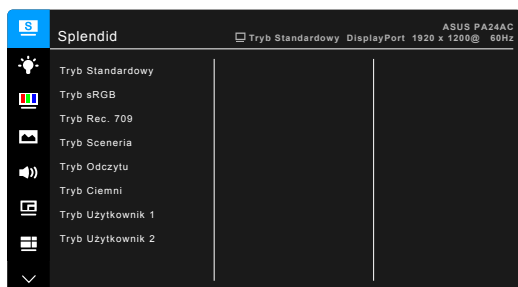 S
ASUS PA24AC
Splendid
Tryb Standardowy DisplayPort 1920 x 1200@ 60Hz
Tryb Standardowy
Tryb sRGB
Tryb Rec. 709
Tryb Sceneria
Tryb Odczytu
Tryb Ciemni
Tryb Użytkownik 1
Tryb Użytkownik 2